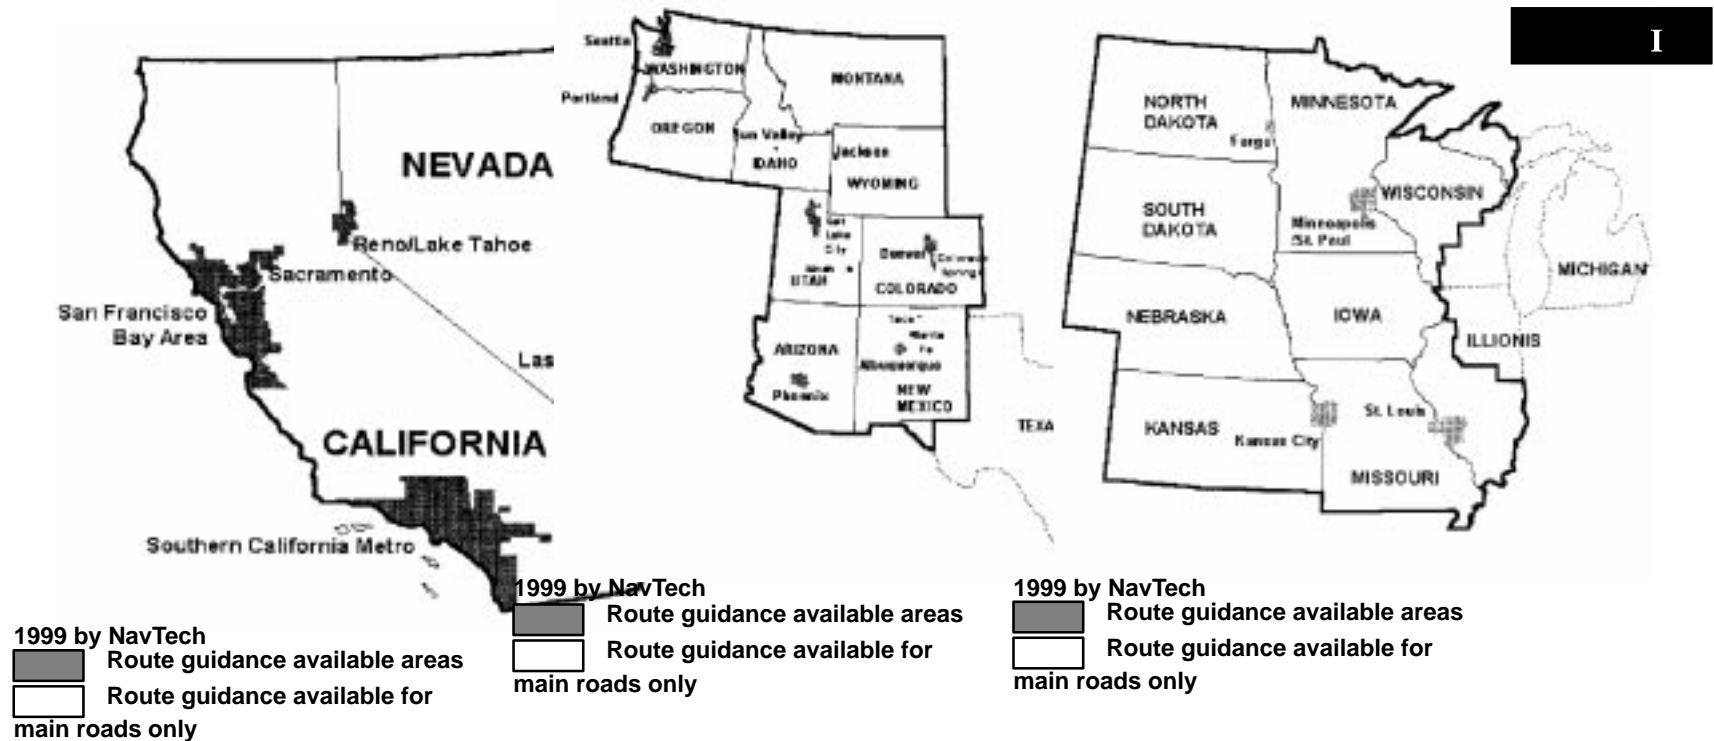 I
NEVADA
Reno/Lake Tahoe
Sacramento
San Francisco
Bay Area
Las
CALIFORNIA
Southern California Metro
1999 by NavTech
Route guidance available areas
Route guidance available for
main roads only
Seattle
WASHINGTON
MONTANA
Portland
OREGON
Sun Valley
IDAHO
Jackson
WYOMING
Salt
Lake
City
Denver
Colorado
Springs
UTAH
COLORADO
ARIZONA
Phoenix
Albuquerque
NEW
MEXICO
TEXA
1999 by NavTech
Route guidance available areas
Route guidance available for
main roads only
NORTH
DAKOTA
MINNESOTA
Fargo
WISCONSIN
SOUTH
DAKOTA
Minneapolis
/St. Paul
MICHIGAN
NEBRASKA
IOWA
ILLIONIS
KANSAS
Kansas City
St. Louis
MISSOURI
1999 by NavTech
Route guidance available areas
Route guidance available for
main roads only